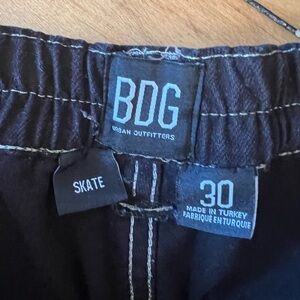 BDG
URBAN OUTFITTERS
SKATE
30
MADE IN TURKEY
FABRIQUE EN TURQUIE